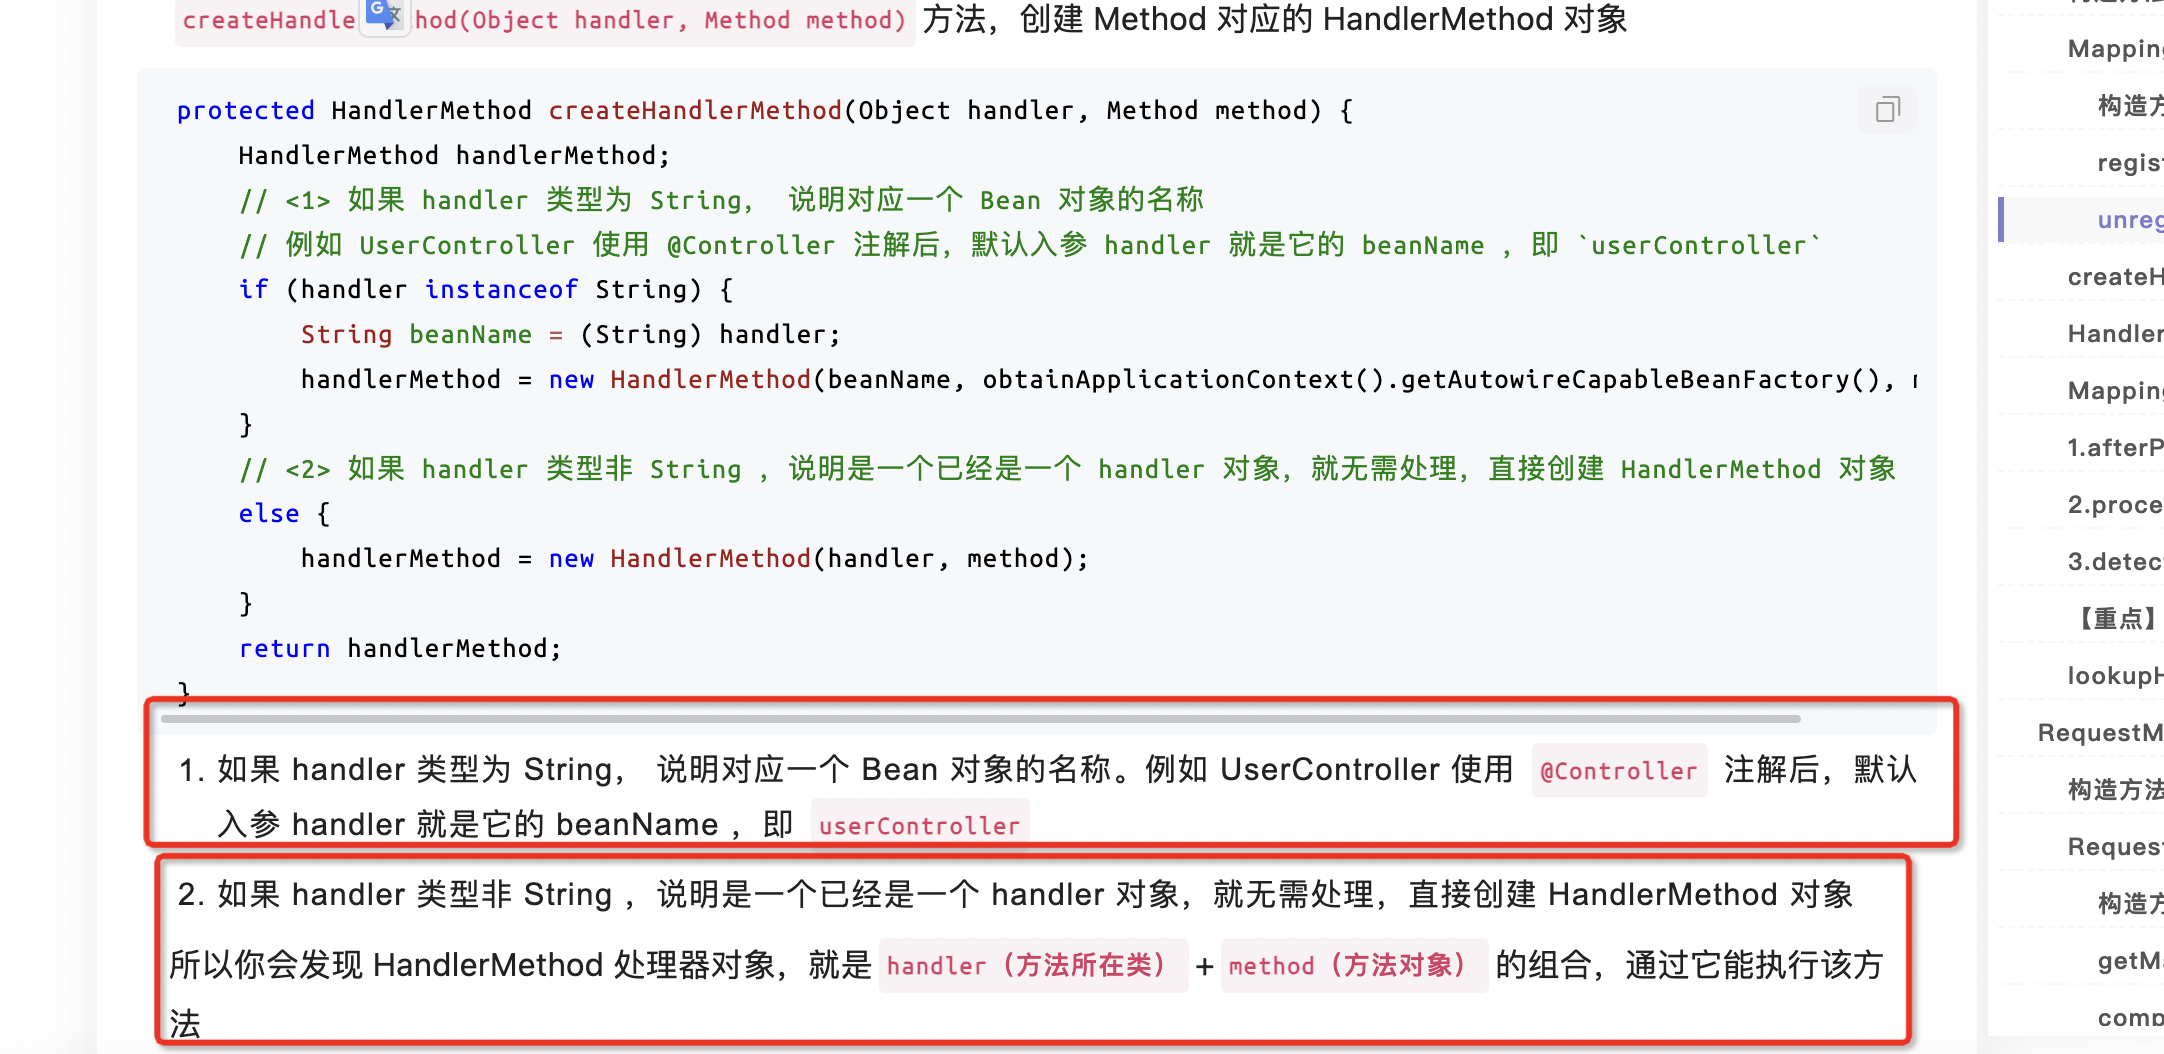 createHandle hod(Object handler, Method method) 方法，创建 Method 对应的 HandlerMethod 对象
protected HandlerMethod createHandlerMethod(Object handler, Method method) {
HandlerMethod handlerMethod;
// <1> 如果 handler 类型为 String， 说明对应一个 Bean 对象的名称
// 例如 UserController 使用 @Controller 注解后，默认入参 handler 就是它的 beanName ，即 `userController`
if (handler instanceof String) {
String beanName = (String) handler;
handlerMethod = new HandlerMethod(beanName, obtainApplicationContext().getAutowireCapableBeanFactory(),
}
// <2> 如果 handler 类型非 String ，说明是一个已经是一个 handler 对象，就无需处理，直接创建 HandlerMethod 对象
else {
handlerMethod = new HandlerMethod(handler, method);
}
return handlerMethod;
}
1. 如果 handler 类型为 String， 说明对应一个 Bean 对象的名称。例如 UserController 使用 @Controller 注解后，默认
入参 handler 就是它的 beanName ，即 userController
2. 如果 handler 类型非 String ，说明是一个已经是一个 handler 对象，就无需处理，直接创建 HandlerMethod 对象
所以你会发现 HandlerMethod 处理器对象，就是 handler（方法所在类） + method（方法对象） 的组合，通过它能执行该方
法
Mapping
构造方
regist
unreg
createH
Handler
Mapping
1.afterP
2.proce
3.detec
【重点】
lookupH
RequestM
构造方法
Request
构造方
getMa
comp